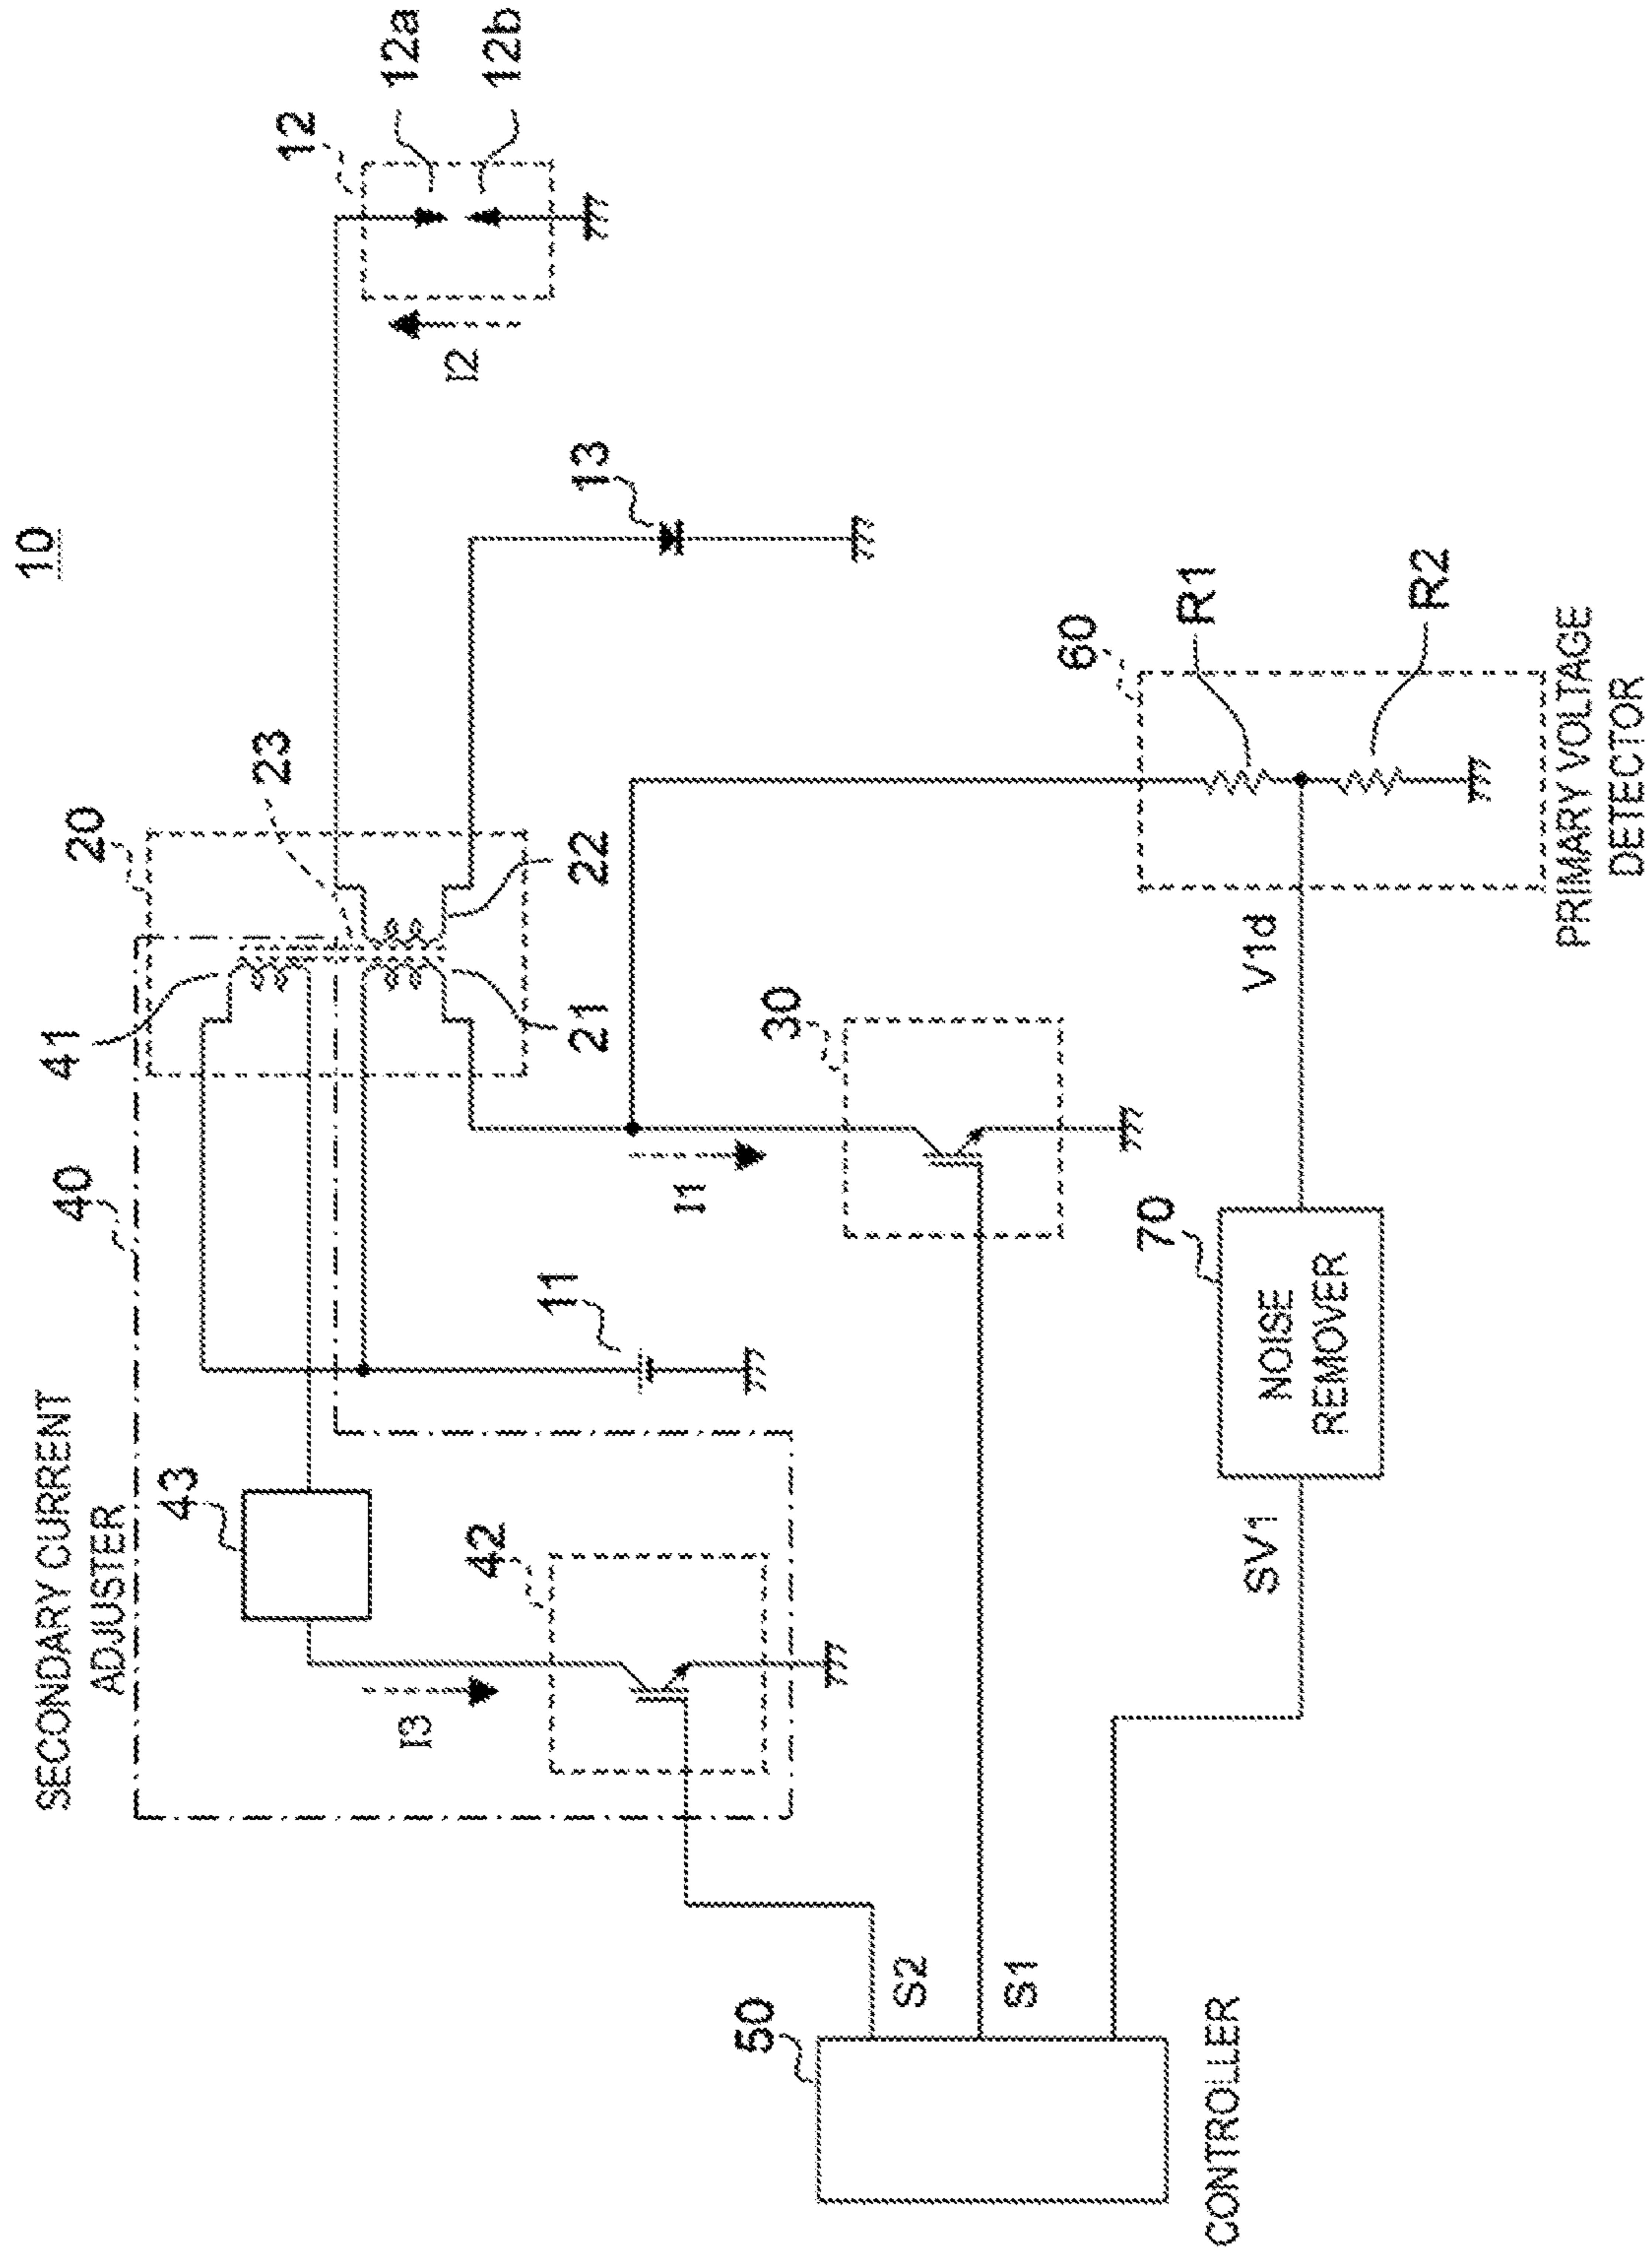 10
SECONDARY CURRENT
ADJUSTER
40
41
20
23
43
12
12a
12b
I2
I3
42
11
21
22
13
I1
30
50
S2
S1
CONTROLLER
SV1
70
NOISE
REMOVER
V1d
60
R1
R2
PRIMARY VOLTAGE
DETECTOR